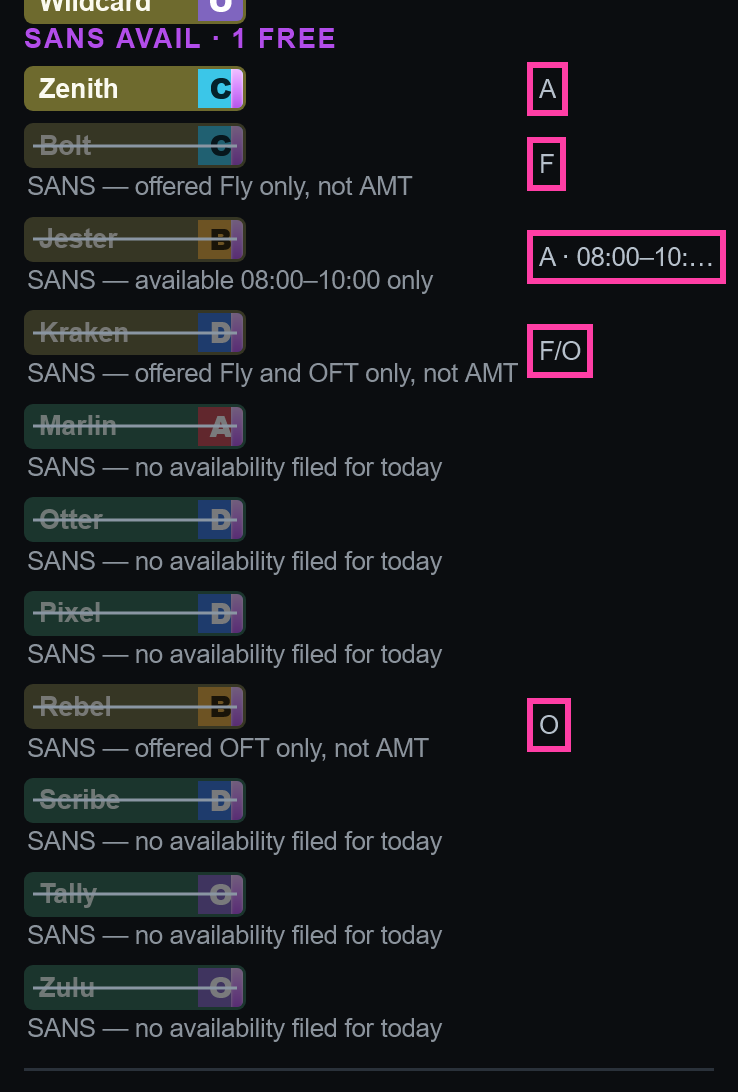 Wildcard O
SANS AVAIL · 1 FREE
Zenith C A
Bolt C F
SANS — offered Fly only, not AMT
Jester B A · 08:00–10:…
SANS — available 08:00–10:00 only
Kraken D F/O
SANS — offered Fly and OFT only, not AMT
Marlin A
SANS — no availability filed for today
Otter D
SANS — no availability filed for today
Pixel D
SANS — no availability filed for today
Rebel B O
SANS — offered OFT only, not AMT
Scribe D
SANS — no availability filed for today
Tally O
SANS — no availability filed for today
Zulu O
SANS — no availability filed for today